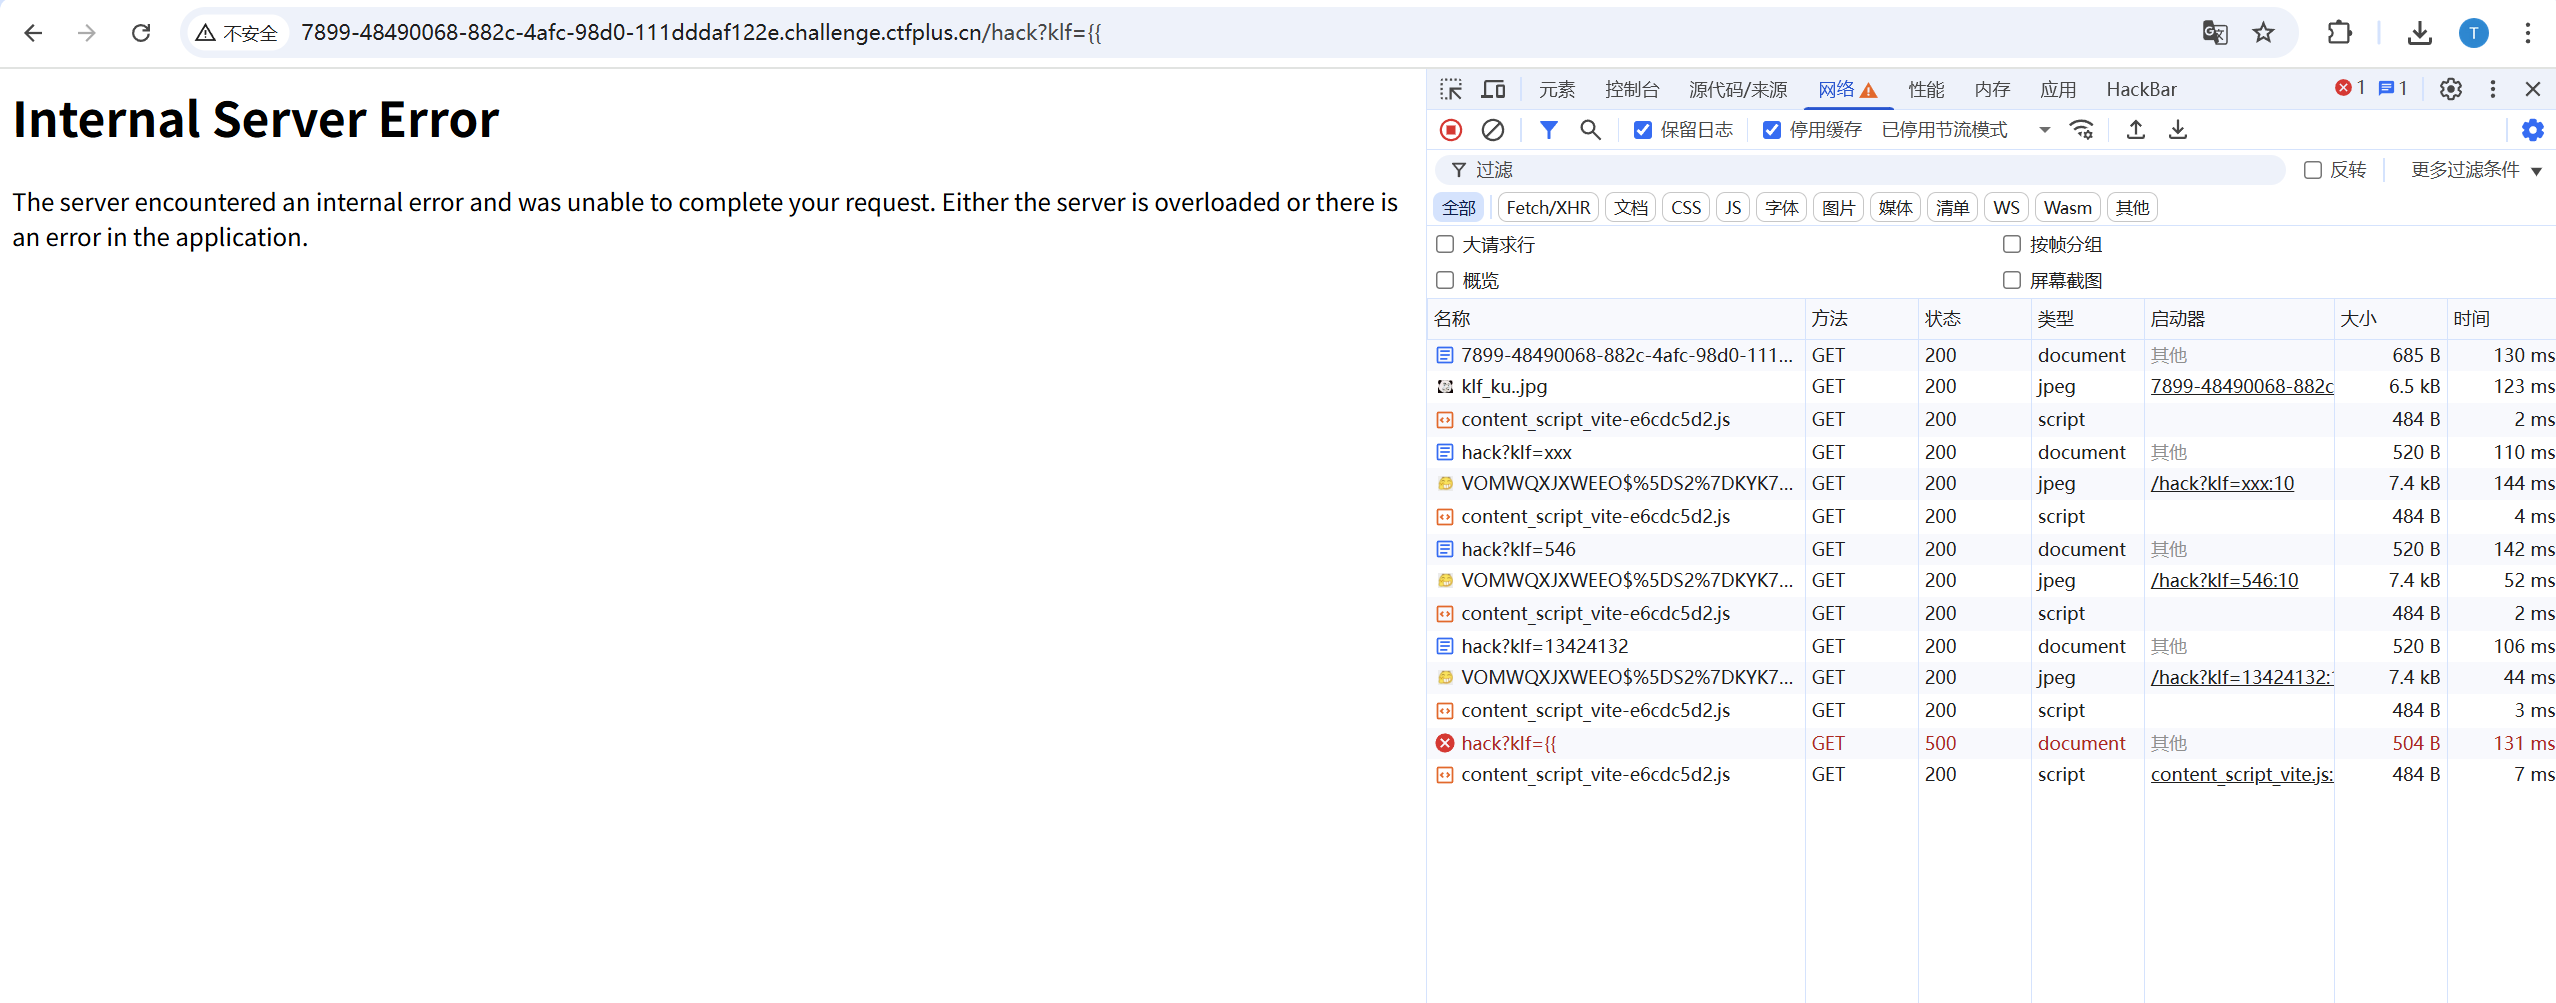 不安全 7899-48490068-882c-4afc-98d0-111dddaf122e.challenge.ctfplus.cn/hack?klf={{ T
Internal Server Error
The server encountered an internal error and was unable to complete your request. Either the server is overloaded or there is
an error in the application.
元素 控制台 源代码/来源 网络 性能 内存 应用 HackBar 1 1
保留日志 停用缓存 已停用节流模式
过滤 反转 更多过滤条件
全部 Fetch/XHR 文档 CSS JS 字体 图片 媒体 清单 WS Wasm 其他
大请求行 按帧分组
概览 屏幕截图
名称 方法 状态 类型 启动器 大小 时间
7899-48490068-882c-4afc-98d0-111... GET 200 document 其他 685 B 130 ms
klf_ku..jpg GET 200 jpeg 7899-48490068-882c 6.5 kB 123 ms
content_script_vite-e6cdc5d2.js GET 200 script 484 B 2 ms
hack?klf=xxx GET 200 document 其他 520 B 110 ms
VOMWQXJXWEEO$%5DS2%7DKYK7... GET 200 jpeg /hack?klf=xxx:10 7.4 kB 144 ms
content_script_vite-e6cdc5d2.js GET 200 script 484 B 4 ms
hack?klf=546 GET 200 document 其他 520 B 142 ms
VOMWQXJXWEEO$%5DS2%7DKYK7... GET 200 jpeg /hack?klf=546:10 7.4 kB 52 ms
content_script_vite-e6cdc5d2.js GET 200 script 484 B 2 ms
hack?klf=13424132 GET 200 document 其他 520 B 106 ms
VOMWQXJXWEEO$%5DS2%7DKYK7... GET 200 jpeg /hack?klf=13424132: 7.4 kB 44 ms
content_script_vite-e6cdc5d2.js GET 200 script 484 B 3 ms
hack?klf={{ GET 500 document 其他 504 B 131 ms
content_script_vite-e6cdc5d2.js GET 200 script content_script_vite.js: 484 B 7 ms